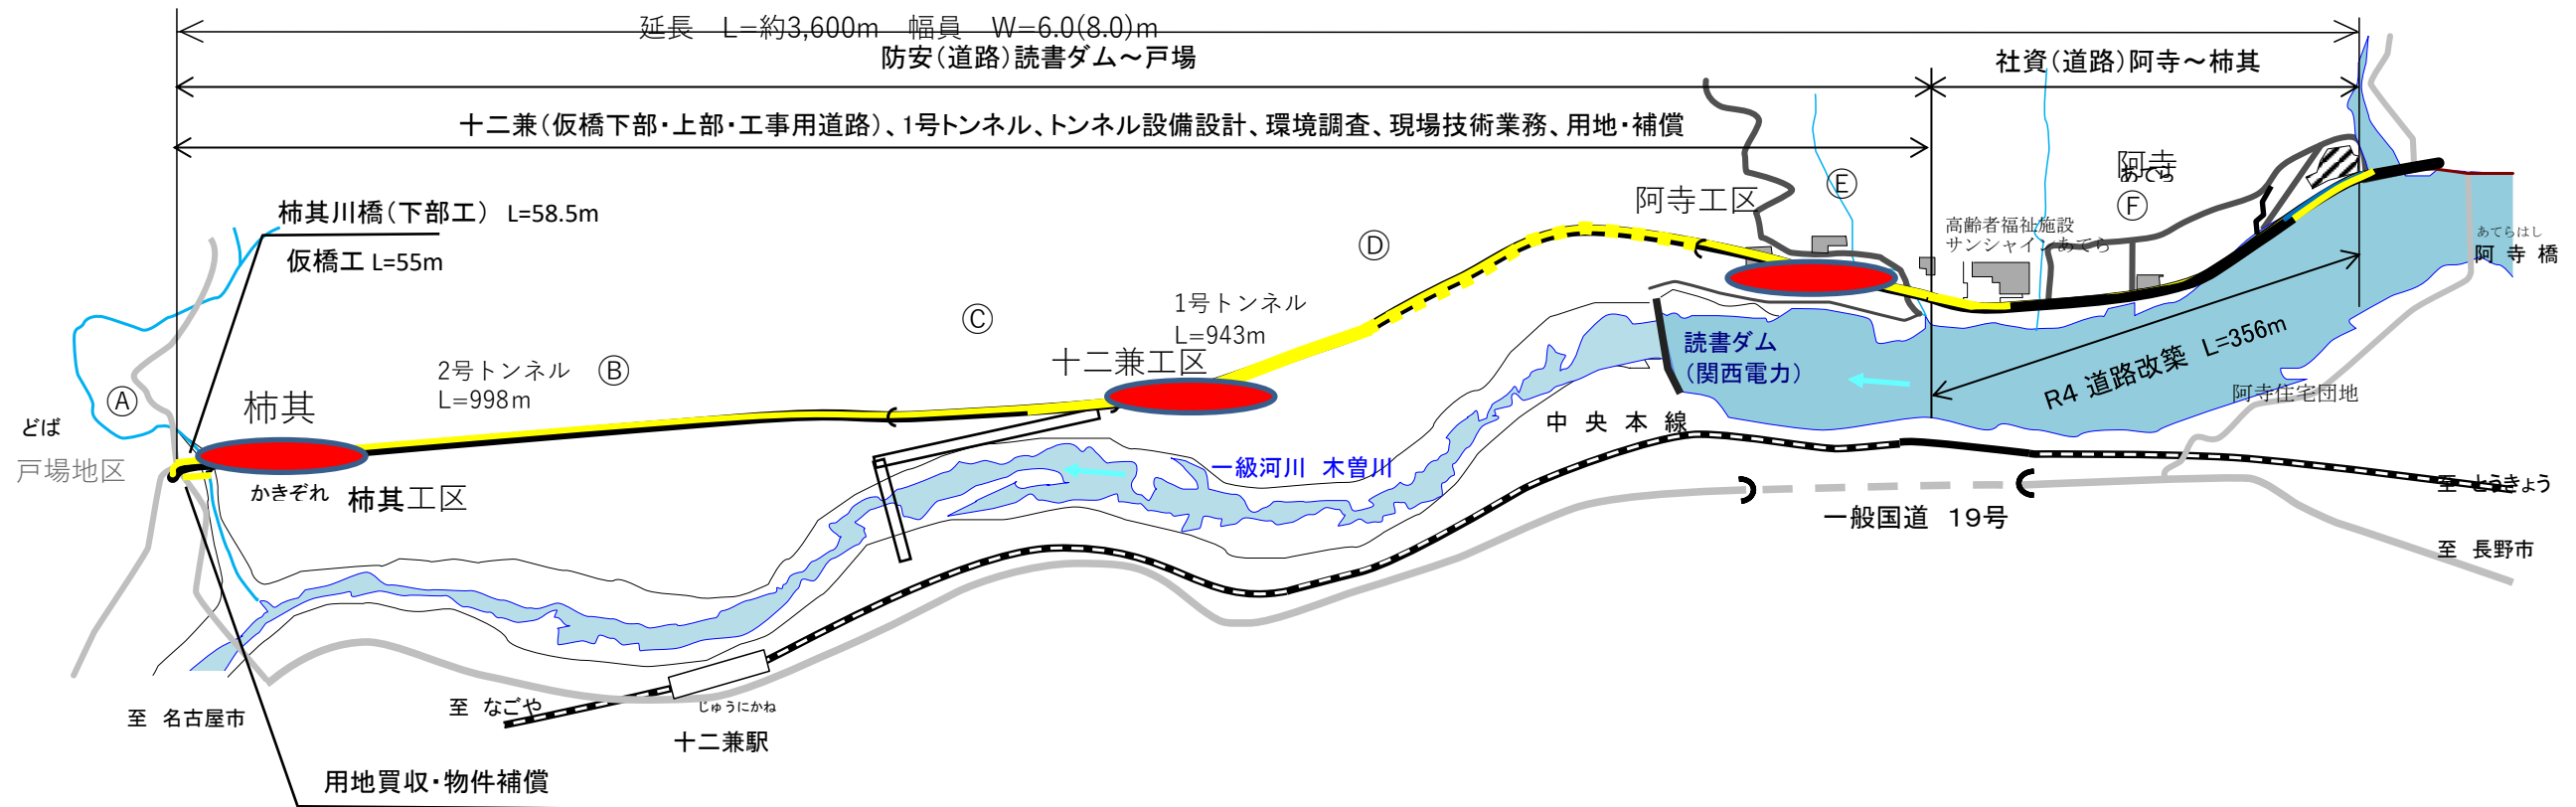 延長 L=約3,600m 幅員 W=6.0(8.0)m
防安(道路)読書ダム～戸場
社資(道路)阿寺～柿其
十二兼(仮橋下部・上部・工事用道路)、1号トンネル、トンネル設備設計、環境調査、現場技術業務、用地・補償
柿其川橋(下部工) L=58.5m
仮橋工 L=55m
阿寺工区
Ⓔ
阿寺
あてら
Ⓕ
高齢者福祉施設
サンシャインあてら
あてらはし
阿寺橋
Ⓓ
Ⓒ
1号トンネル
L=943m
十二兼工区
2号トンネル
L=998m
Ⓑ
Ⓐ
柿其
どば
戸場地区
かきぞれ
柿其工区
読書ダム
(関西電力)
R4 道路改築 L=356m
阿寺住宅団地
中央本線
一級河川 木曽川
一般国道 19号
至 とうきょう
至 長野市
至 名古屋市
至 なごや
じゅうにかね
十二兼駅
用地買収・物件補償